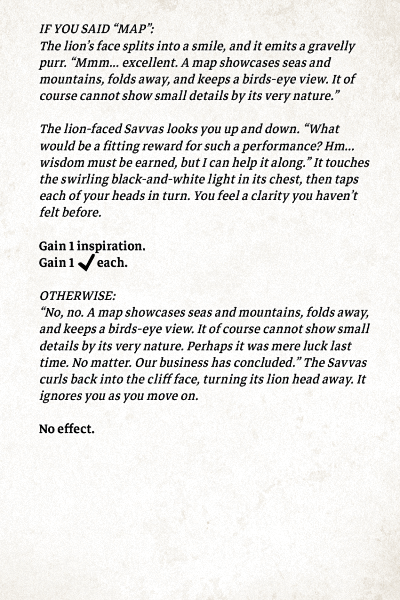 IF YOU SAID “MAP”:
The lion’s face splits into a smile, and it emits a gravelly
purr. “Mmm... excellent. A map showcases seas and
mountains, folds away, and keeps a birds-eye view. It of
course cannot show small details by its very nature.”
The lion-faced Savvas looks you up and down. “What
would be a fitting reward for such a performance? Hm...
wisdom must be earned, but I can help it along.” It touches
the swirling black-and-white light in its chest, then taps
each of your heads in turn. You feel a clarity you haven’t
felt before.
Gain 1 inspiration.
Gain 1 ✓ each.
OTHERWISE:
“No, no. A map showcases seas and mountains, folds away,
and keeps a birds-eye view. It of course cannot show small
details by its very nature. Perhaps it was mere luck last
time. No matter. Our business has concluded.” The Savvas
curls back into the cliff face, turning its lion head away. It
ignores you as you move on.
No effect.